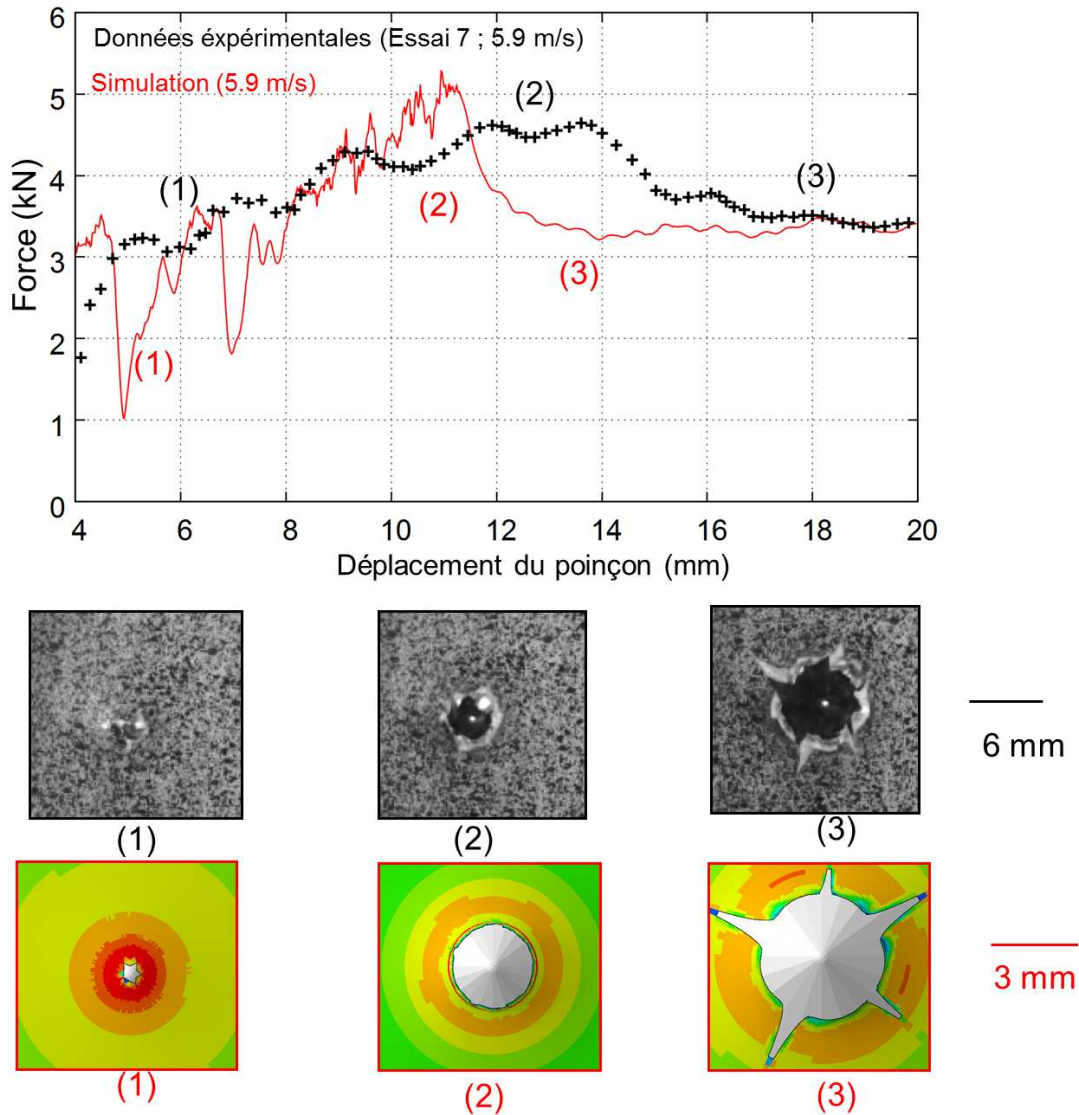 6
Données éxpérimentales (Essai 7 ; 5.9 m/s)
Simulation (5.9 m/s)
5
(2)
(1)
(3)
4
(2)
3
(3)
2
(1)
1
0
Force (kN)
4 6 8 10 12 14 16 18 20
Déplacement du poinçon (mm)
6 mm
(1) (2) (3)
3 mm
(1) (2) (3)